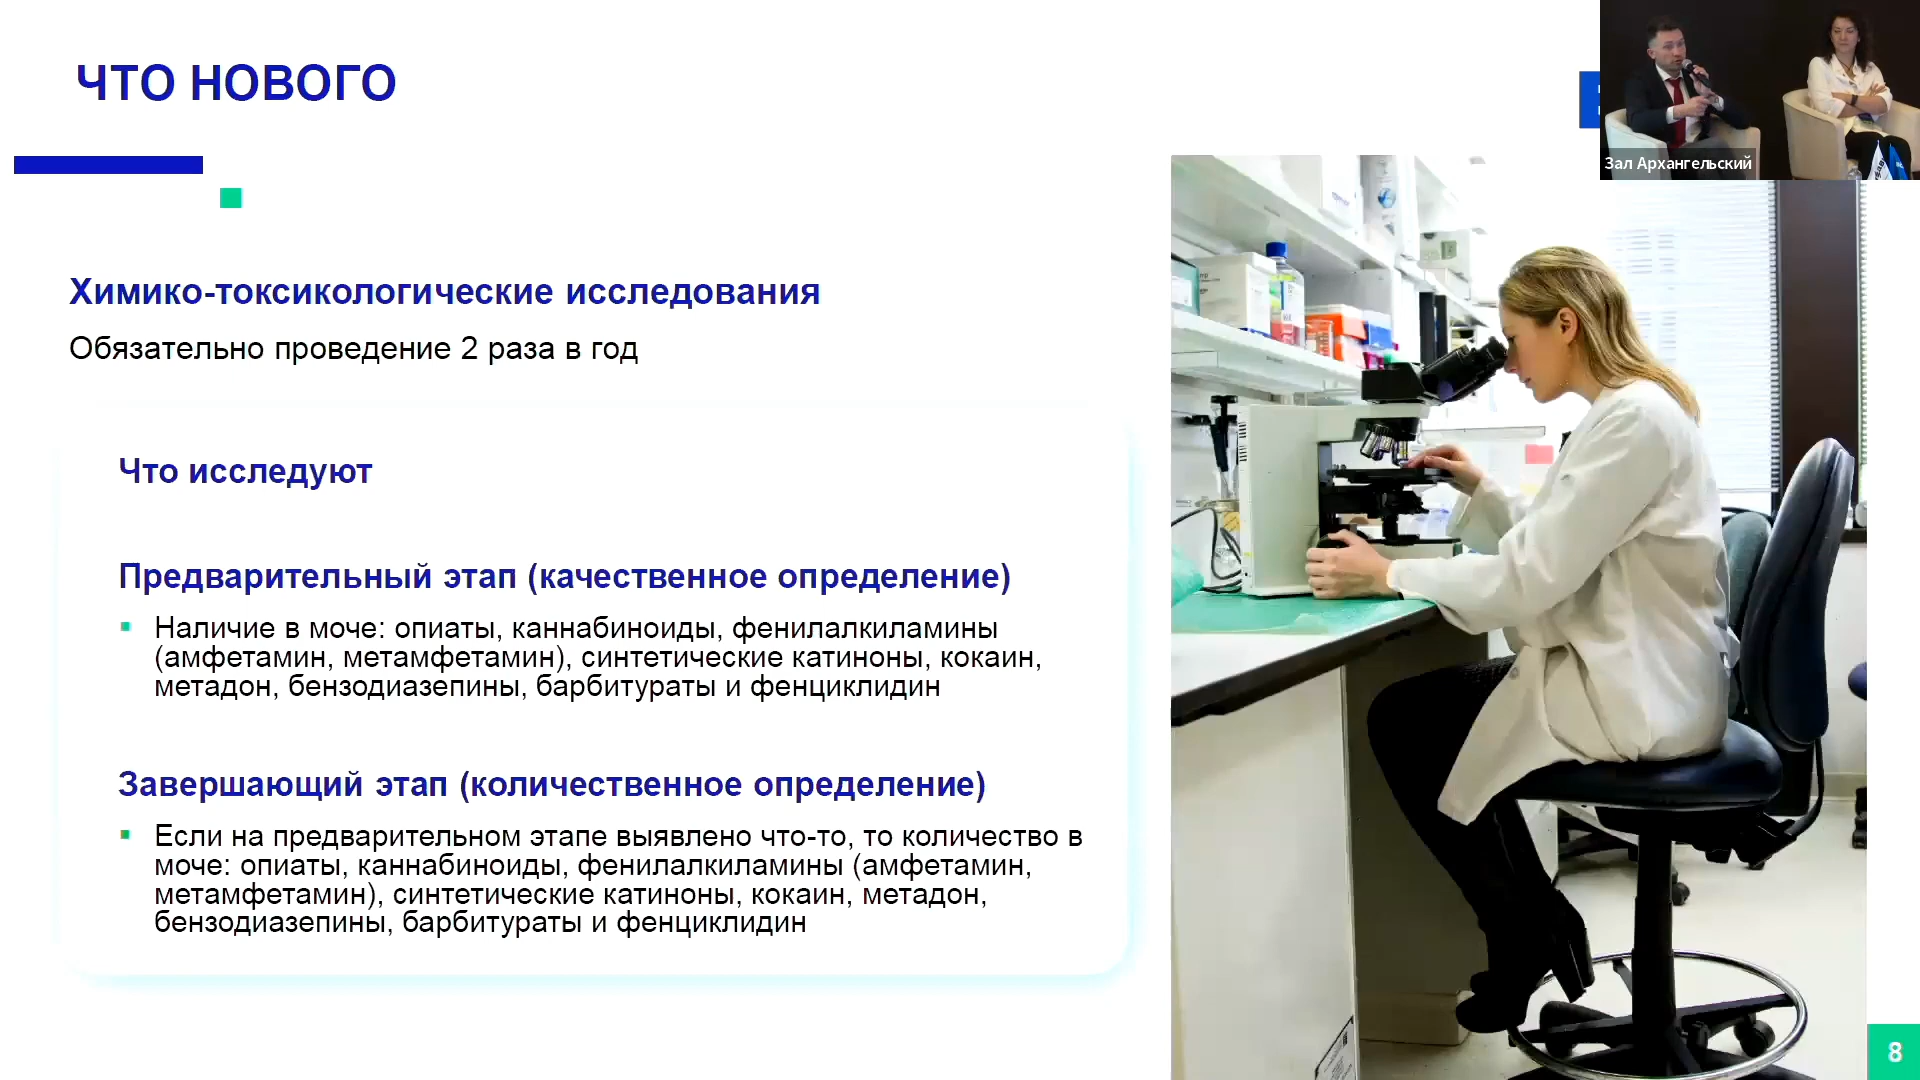 ЧТО НОВОГО
Зал Архангельский
Химико-токсикологические исследования
Обязательно проведение 2 раза в год
Что исследуют
Предварительный этап (качественное определение)
Наличие в моче: опиаты, каннабиноиды, фенилалкиламины
(амфетамин, метамфетамин), синтетические катиноны, кокаин,
метадон, бензодиазепины, барбитураты и фенциклидин
Завершающий этап (количественное определение)
Если на предварительном этапе выявлено что-то, то количество в
моче: опиаты, каннабиноиды, фенилалкиламины (амфетамин,
метамфетамин), синтетические катиноны, кокаин, метадон,
бензодиазепины, барбитураты и фенциклидин
8